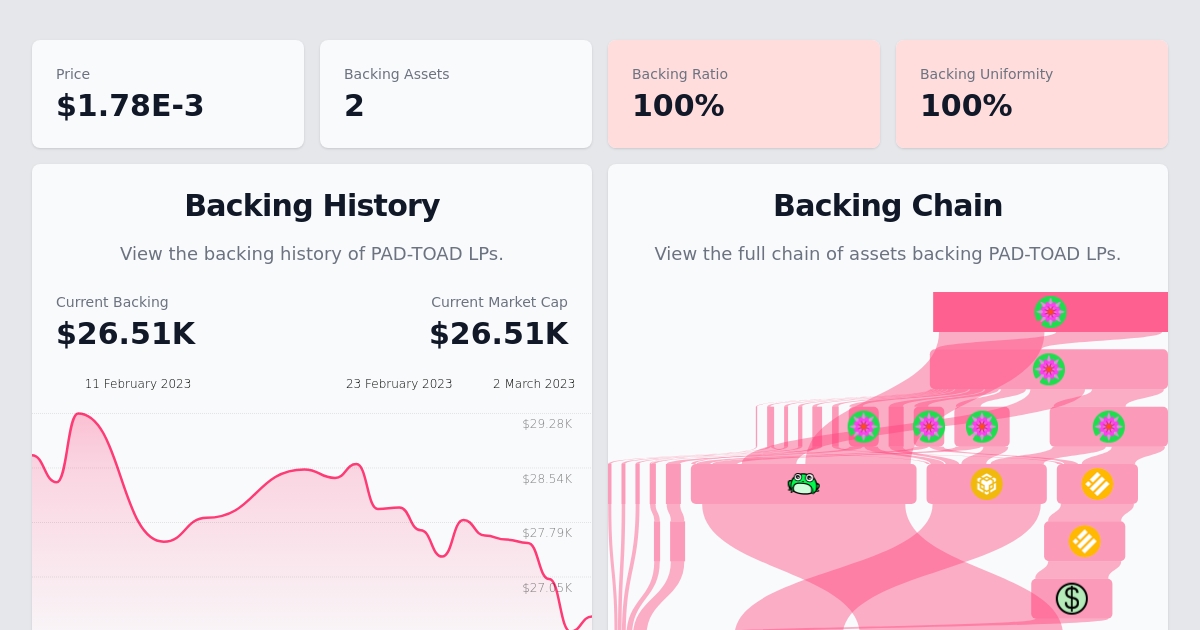 Price
$1.78E-3
Backing Assets
2
Backing Ratio
100%
Backing Uniformity
100%
Backing History
View the backing history of PAD-TOAD LPs.
Current Backing
$26.51K
Current Market Cap
$26.51K
11 February 2023
23 February 2023
2 March 2023
$29.28K
$28.54K
$27.79K
$27.05K
Backing Chain
View the full chain of assets backing PAD-TOAD LPs.
$